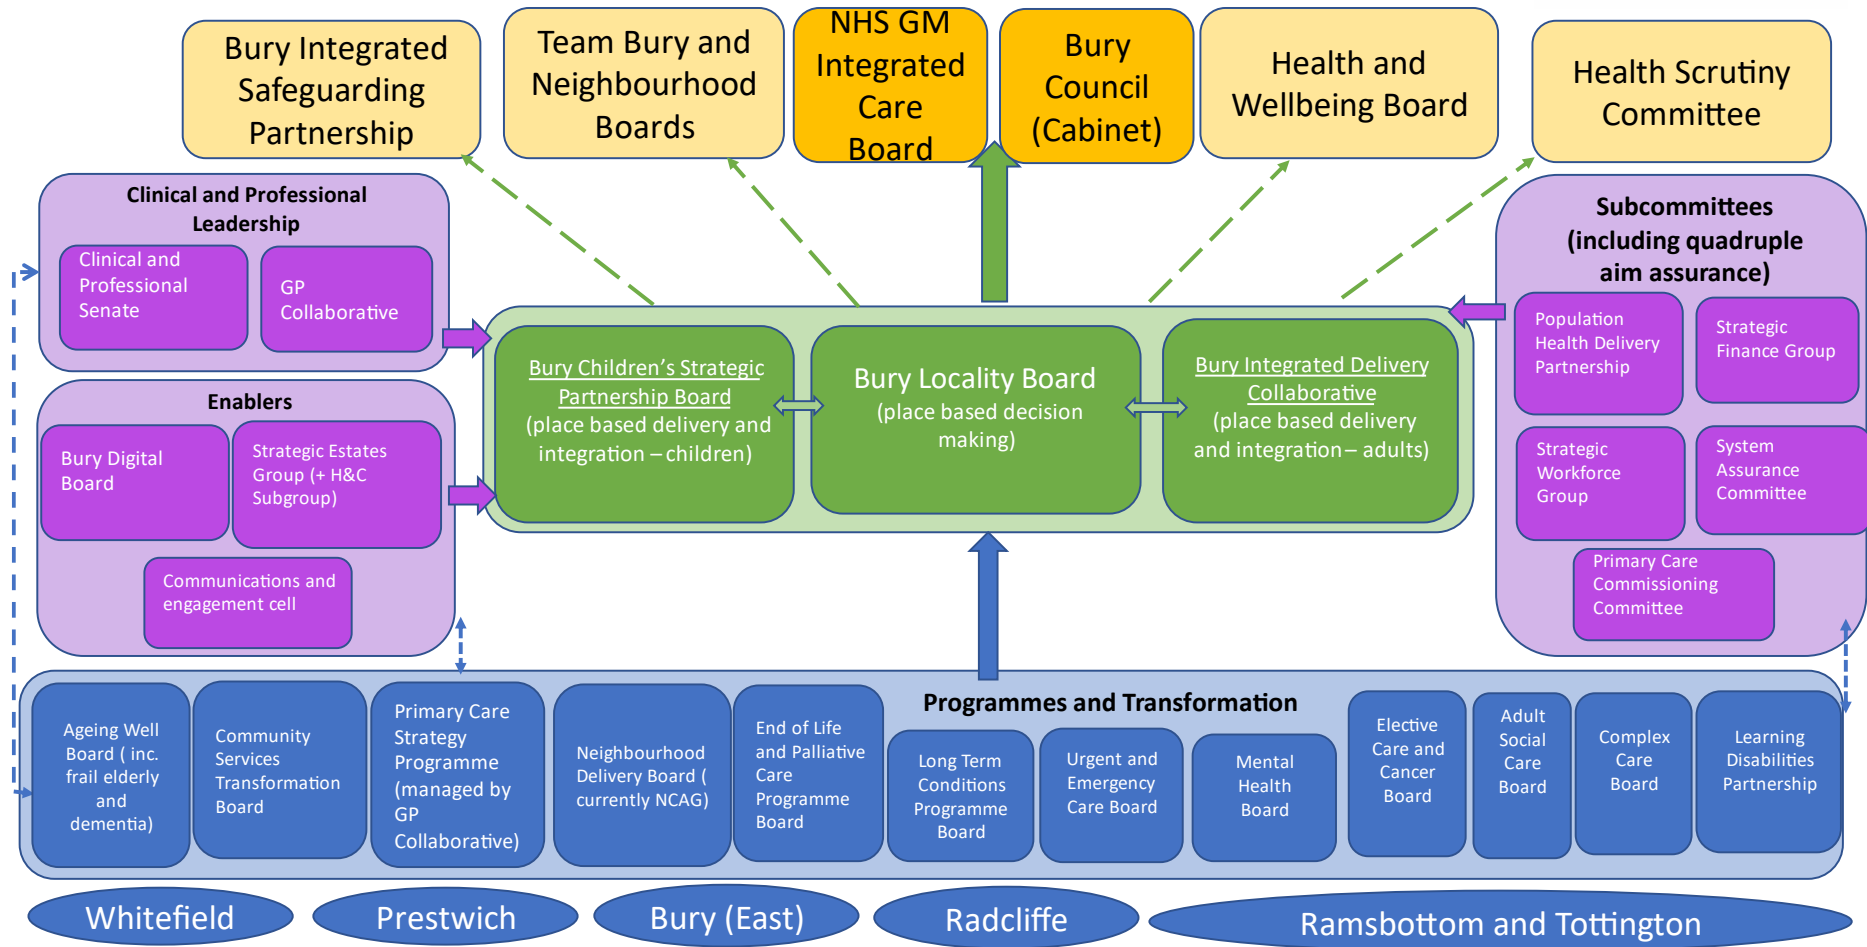 Bury Integrated
Safeguarding
Partnership
Team Bury and
Neighbourhood
Boards
NHS GM
Integrated
Care
Board
Bury
Council
(Cabinet)
Health and
Wellbeing Board
Health Scrutiny
Committee
Clinical and Professional
Leadership
Clinical and
Professional
Senate
GP
Collaborative
Enablers
Bury Digital
Board
Strategic Estates
Group (+ H&C
Subgroup)
Communications and
engagement cell
Bury Children’s Strategic
Partnership Board
(place based delivery and
integration – children)
Bury Locality Board
(place based decision
making)
Bury Integrated Delivery
Collaborative
(place based delivery
and integration – adults)
Subcommittees
(including quadruple
aim assurance)
Population
Health Delivery
Partnership
Strategic
Finance Group
Strategic
Workforce
Group
System
Assurance
Committee
Primary Care
Commissioning
Committee
Programmes and Transformation
Ageing Well
Board ( inc.
frail elderly
and
dementia)
Community
Services
Transformation
Board
Primary Care
Strategy
Programme
(managed by
GP
Collaborative)
Neighbourhood
Delivery Board (
currently NCAG)
End of Life
and Palliative
Care
Programme
Board
Long Term
Conditions
Programme
Board
Urgent and
Emergency
Care Board
Mental
Health
Board
Elective
Care and
Cancer
Board
Adult
Social
Care
Board
Complex
Care
Board
Learning
Disabilities
Partnership
Whitefield
Prestwich
Bury (East)
Radcliffe
Ramsbottom and Tottington